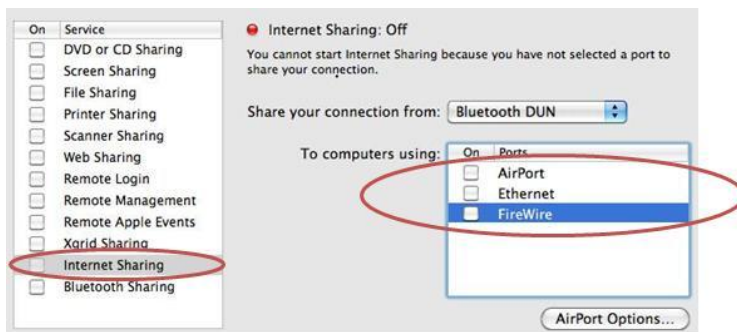 On Service
DVD or CD Sharing
Screen Sharing
File Sharing
Printer Sharing
Scanner Sharing
Web Sharing
Remote Login
Remote Management
Remote Apple Events
Xgrid Sharing
Internet Sharing
Bluetooth Sharing
Internet Sharing: Off
You cannot start Internet Sharing because you have not selected a port to
share your connection.
Share your connection from: Bluetooth DUN
To computers using:
On Ports
AirPort
Ethernet
FireWire
AirPort Options...